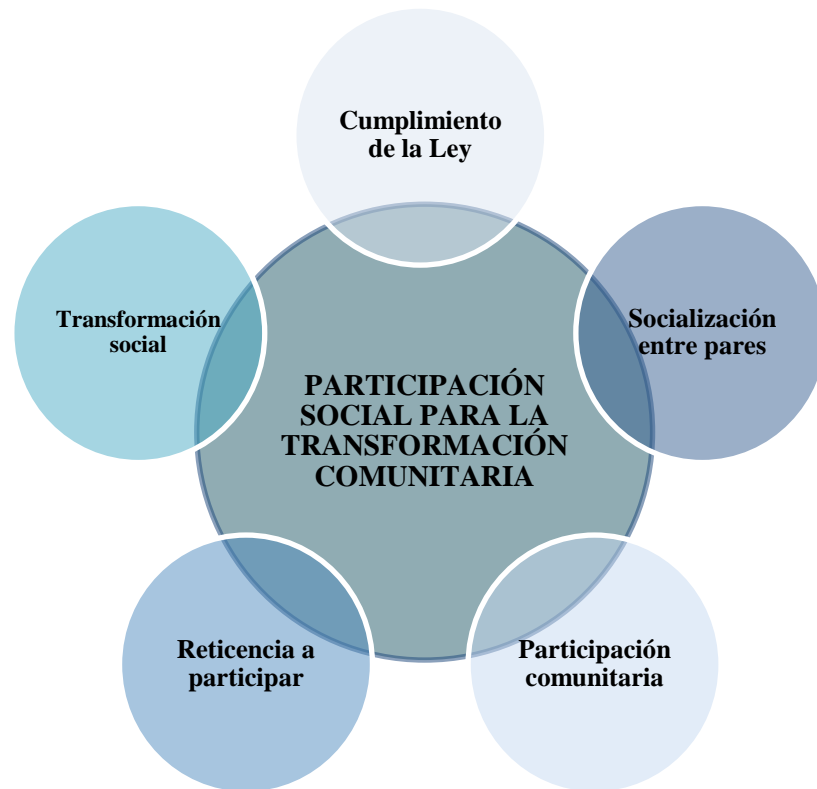 Cumplimiento
de la Ley
Transformación
social
Socialización
entre pares
PARTICIPACIÓN
SOCIAL PARA LA
TRANSFORMACIÓN
COMUNITARIA
Reticencia a
participar
Participación
comunitaria